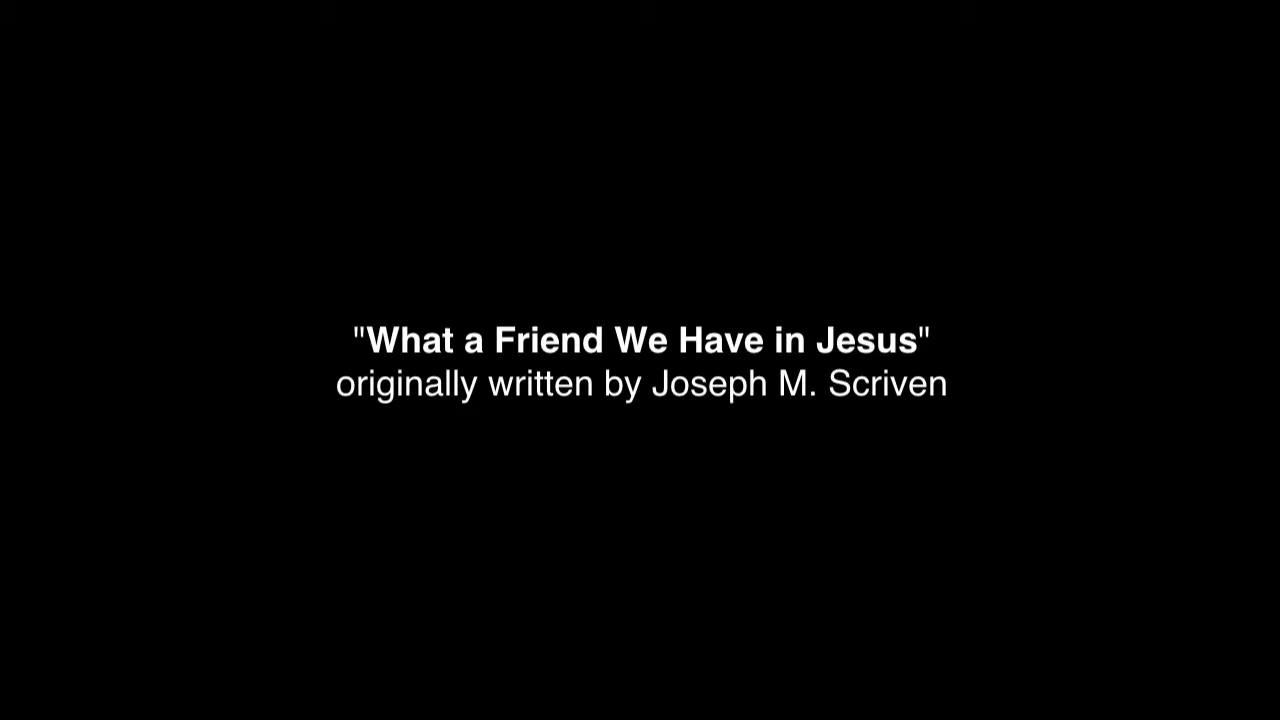 "What a Friend We Have in Jesus"
originally written by Joseph M. Scriven